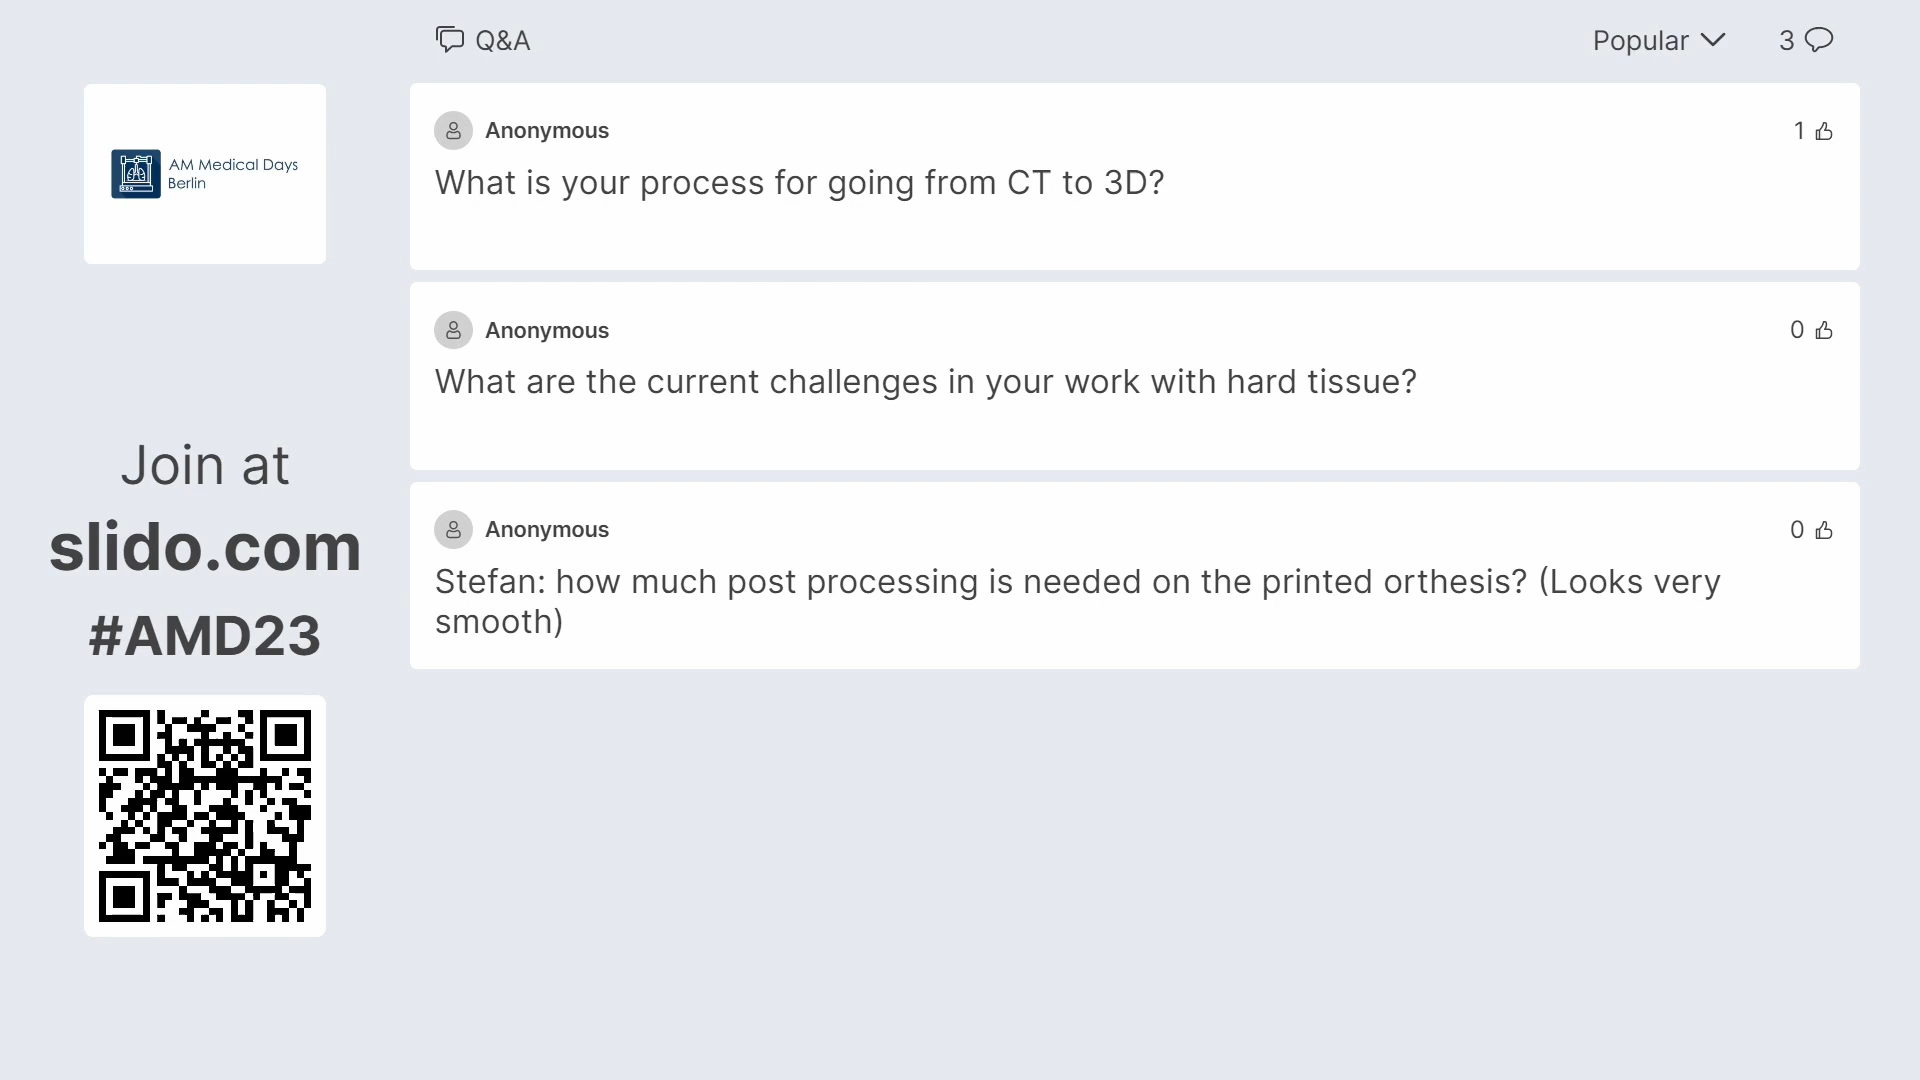 Q&A
Popular
3
AM Medical Days
Berlin
Anonymous
1
What is your process for going from CT to 3D?
Anonymous
0
What are the current challenges in your work with hard tissue?
Anonymous
0
Stefan: how much post processing is needed on the printed orthesis? (Looks very
smooth)
Join at
slido.com
#AMD23